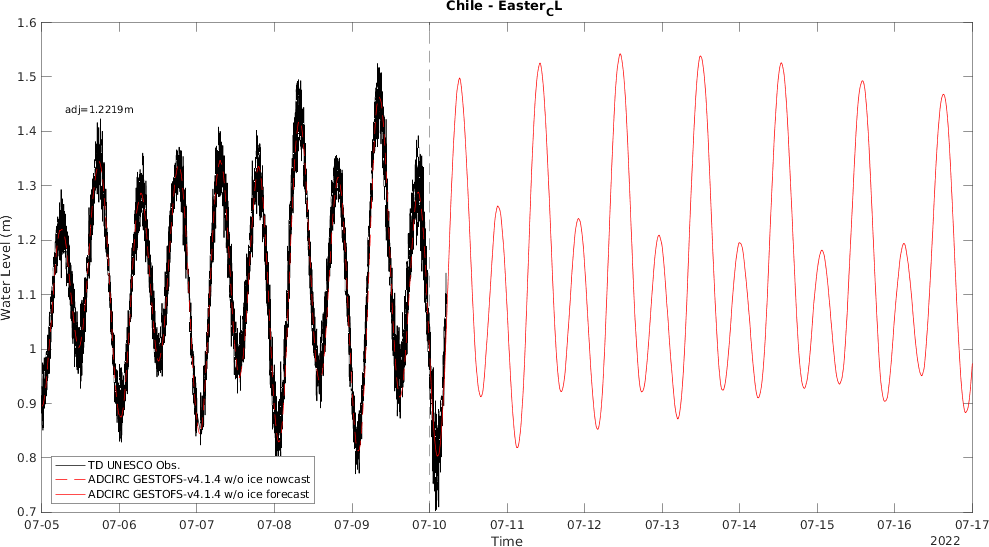 Chile - Easter_CL
1.6
1.5
1.4
1.3
1.2
1.1
1
0.9
0.8
0.7
Water Level (m)
adj=1.2219m
TD UNESCO Obs.
ADCIRC GESTOFS-v4.1.4 w/o ice nowcast
ADCIRC GESTOFS-v4.1.4 w/o ice forecast
07-05 07-06 07-07 07-08 07-09 07-10 07-11 07-12 07-13 07-14 07-15 07-16 07-17
Time
2022